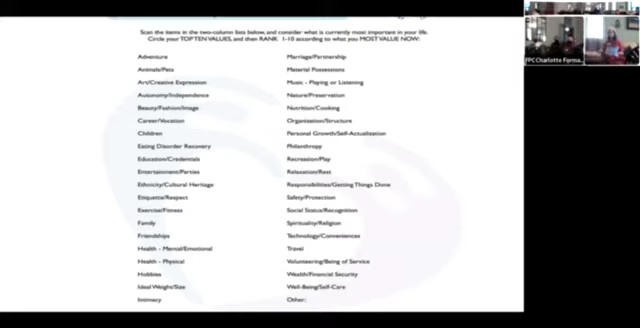 Scan the items in the two-column lists below, and consider what is currently most important in your life.
Circle your TOP TEN VALUES, and then RANK 1-10 according to what you MOST VALUE NOW:
Adventure
Animals/Pets
Art/Creative Expression
Autonomy/Independence
Beauty/Fashion/Image
Career/Vocation
Children
Eating Disorder Recovery
Education/Credentials
Entertainment/Parties
Ethnicity/Cultural Heritage
Etiquette/Respect
Exercise/Fitness
Family
Friendships
Health - Mental/Emotional
Health - Physical
Hobbies
Ideal Weight/Size
Intimacy
Marriage/Partnership
Material Possessions
Music - Playing or Listening
Nature/Preservation
Nutrition/Cooking
Organization/Structure
Personal Growth/Self-Actualization
Philanthropy
Recreation/Play
Relaxation/Rest
Responsibilities/Getting Things Done
Safety/Protection
Social Status/Recognition
Spirituality/Religion
Technology/Conveniences
Travel
Volunteering/Being of Service
Wealth/Financial Security
Well-Being/Self-Care
Other:
FPC Charlotte Forma...